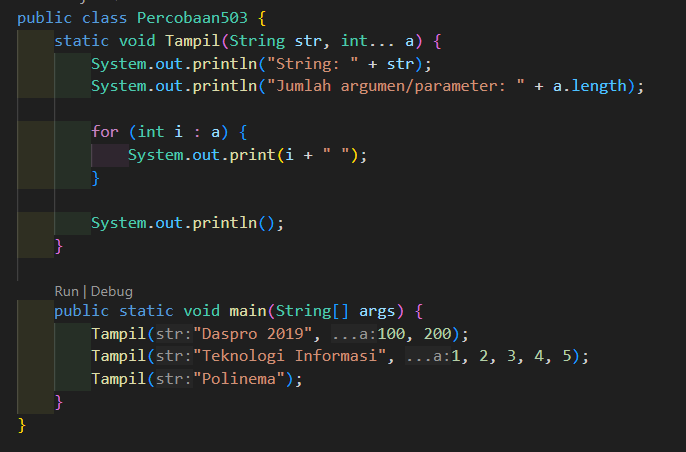 public class Percobaan503 {
static void Tampil(String str, int... a) {
System.out.println("String: " + str);
System.out.println("Jumlah argumen/parameter: " + a.length);
for (int i : a) {
System.out.print(i + " ");
}
System.out.println();
}
Run | Debug
public static void main(String[] args) {
Tampil(str:"Daspro 2019", ...a:100, 200);
Tampil(str:"Teknologi Informasi", ...a:1, 2, 3, 4, 5);
Tampil(str:"Polinema");
}
}